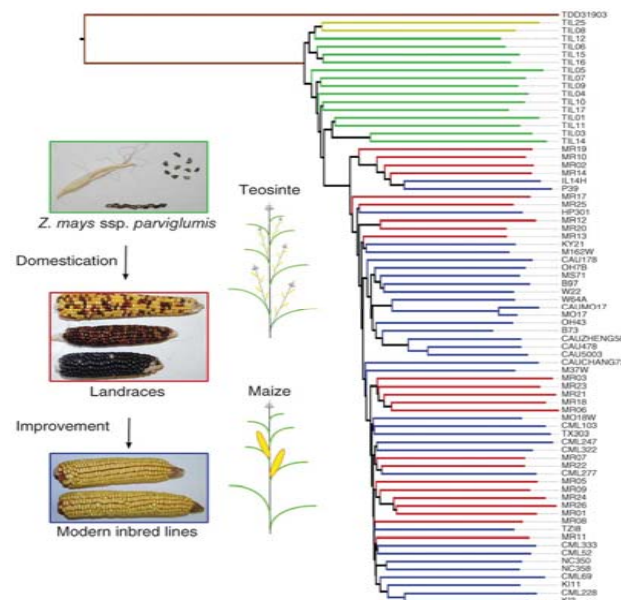 Z. mays ssp. parviglumis
Domestication
Landraces
Improvement
Modern inbred lines
Teosinte
Maize
TDD31903
TIL25
TIL08
TIL12
TIL06
TIL15
TIL16
TIL05
TIL07
TIL09
TIL04
TIL10
TIL17
TIL01
TIL11
TIL03
TIL14
MR19
MR10
MR02
MR14
IL14H
P39
MR17
MR25
HP301
MR12
MR20
MR13
KY21
M162W
CAU178
OH7B
MS71
B97
W22
W64A
CAUMO17
MO17
OH43
B73
CAU478
CAU5003
M37W
MR03
MR23
MR21
MR18
MR06
MO18W
CML103
TX303
CML247
CML322
MR07
MR22
CML277
MR05
MR09
MR24
MR26
MR01
MR08
TZI8
MR11
CML333
CML52
NC350
NC358
CML69
KI11
CML228